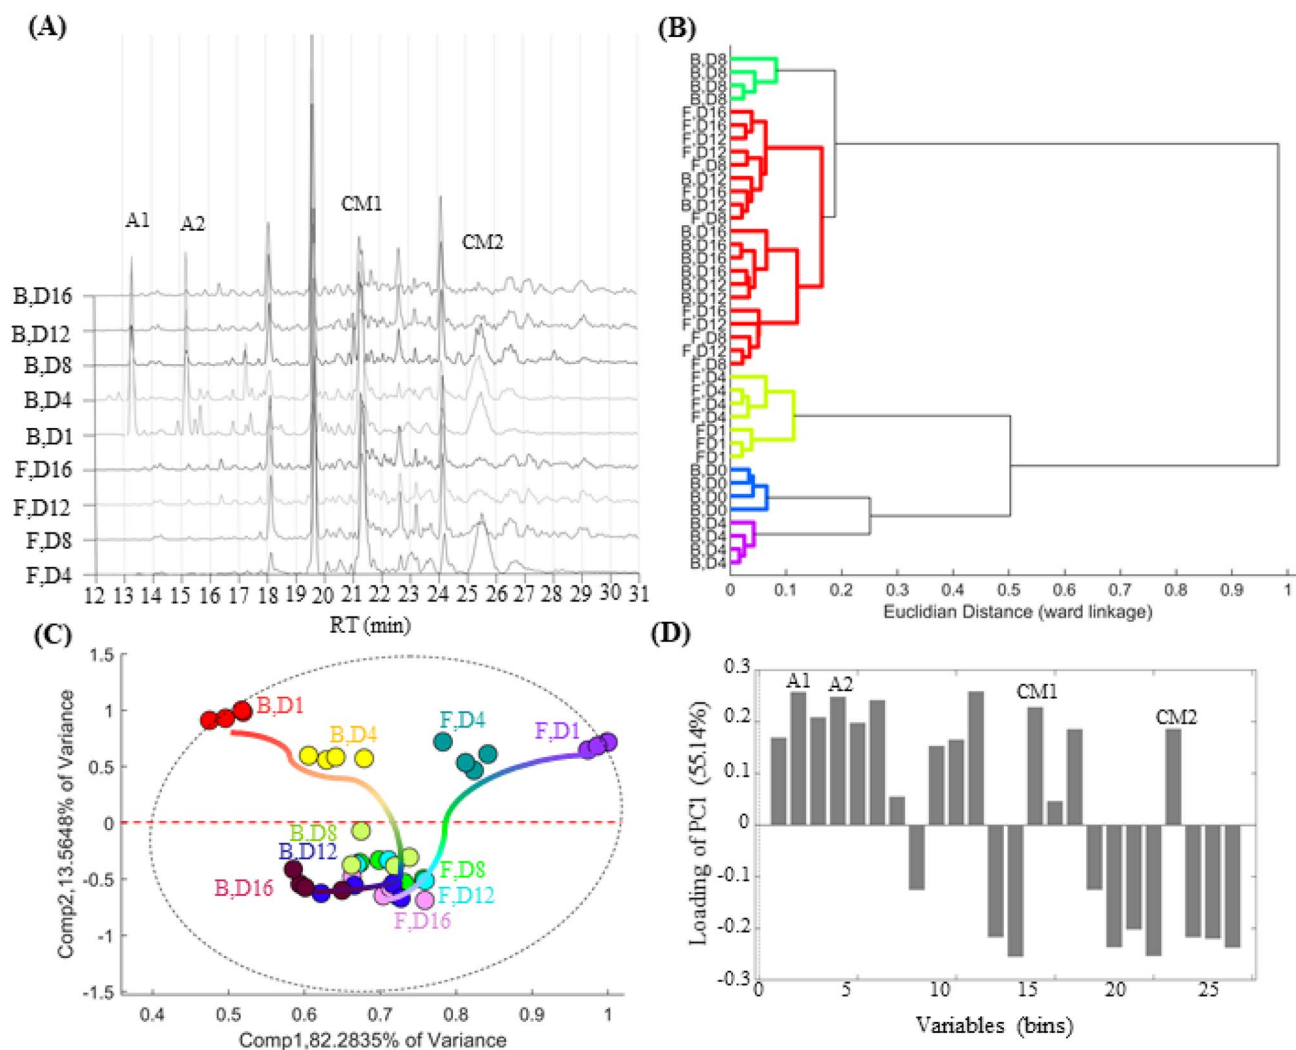 (A)
A1
A2
CM1
CM2
B,D16
B,D12
B,D8
B,D4
B,D1
F,D16
F,D12
F,D8
F,D4
12 13 14 15 16 17 18 19 20 21 22 23 24 25 26 27 28 29 30 31
RT (min)
(B)
B,D8
B,D8
B,D8
B,D8
F,D16
F,D16
F,D12
F,D12
F,D8
B,D12
F,D16
B,D12
F,D8
B,D16
B,D16
B,D16
B,D12
B,D12
F,D16
F,D12
F,D8
F,D12
F,D8
F,D4
F,D4
F,D4
F,D4
FD1
FD1
FD1
B,D0
B,D0
B,D0
B,D0
B,D4
B,D4
B,D4
B,D4
0 0.1 0.2 0.3 0.4 0.5 0.6 0.7 0.8 0.9 1
Euclidian Distance (ward linkage)
(C)
1.5
1
0.5
0
-0.5
-1
-1.5
Comp2,13.5648% of Variance
B,D1
B,D4
F,D4
F,D1
B,D8
B,D12
B,D16
F,D8
F,D12
F,D16
0.4 0.5 0.6 0.7 0.8 0.9 1
Comp1,82.2835% of Variance
(D)
0.3
0.2
0.1
0
-0.1
-0.2
-0.3
Loading of PC1 (55.14%)
A1
A2
CM1
CM2
0 5 10 15 20 25
Variables (bins)